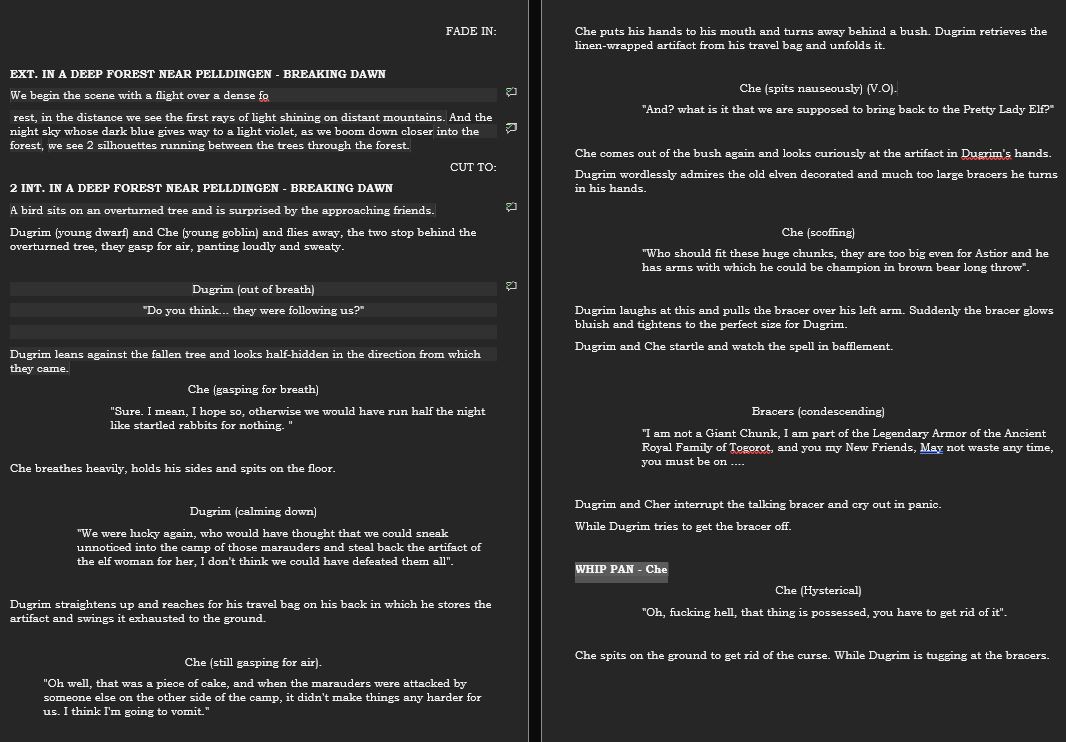 FADE IN:
EXT. IN A DEEP FOREST NEAR PELLDINGEN - BREAKING DAWN
We begin the scene with a flight over a dense fo
rest, in the distance we see the first rays of light shining on distant mountains. And the
night sky whose dark blue gives way to a light violet, as we boom down closer into the
forest, we see 2 silhouettes running between the trees through the forest.
CUT TO:
2 INT. IN A DEEP FOREST NEAR PELLDINGEN - BREAKING DAWN
A bird sits on an overturned tree and is surprised by the approaching friends.
Dugrim (young dwarf) and Che (young goblin) and flies away, the two stop behind the
overturned tree, they gasp for air, panting loudly and sweaty.
Dugrim (out of breath)
"Do you think... they were following us?"
Dugrim leans against the fallen tree and looks half-hidden in the direction from which
they came.
Che (gasping for breath)
"Sure. I mean, I hope so, otherwise we would have run half the night
like startled rabbits for nothing. "
Che breathes heavily, holds his sides and spits on the floor.
Dugrim (calming down)
"We were lucky again, who would have thought that we could sneak
unnoticed into the camp of those marauders and steal back the artifact of
the elf woman for her, I don't think we could have defeated them all".
Dugrim straightens up and reaches for his travel bag on his back in which he stores the
artifact and swings it exhausted to the ground.
Che (still gasping for air).
"Oh well, that was a piece of cake, and when the marauders were attacked by
someone else on the other side of the camp, it didn't make things any harder for
us. I think I'm going to vomit."
Che puts his hands to his mouth and turns away behind a bush. Dugrim retrieves the
linen-wrapped artifact from his travel bag and unfolds it.
Che (spits nauseously) (V.O).
"And? what is it that we are supposed to bring back to the Pretty Lady Elf?"
Che comes out of the bush again and looks curiously at the artifact in Dugrim's hands.
Dugrim wordlessly admires the old elven decorated and much too large bracers he turns
in his hands.
Che (scoffing)
"Who should fit these huge chunks, they are too big even for Astior and he
has arms with which he could be champion in brown bear long throw".
Dugrim laughs at this and pulls the bracer over his left arm. Suddenly the bracer glows
bluish and tightens to the perfect size for Dugrim.
Dugrim and Che startle and watch the spell in bafflement.
Bracers (condescending)
"I am not a Giant Chunk, I am part of the Legendary Armor of the Ancient
Royal Family of Togorot, and you my New Friends, May not waste any time,
you must be on ....
Dugrim and Cher interrupt the talking bracer and cry out in panic.
While Dugrim tries to get the bracer off.
WHIP PAN - Che
Che (Hysterical)
"Oh, fucking hell, that thing is possessed, you have to get rid of it".
Che spits on the ground to get rid of the curse. While Dugrim is tugging at the bracers.